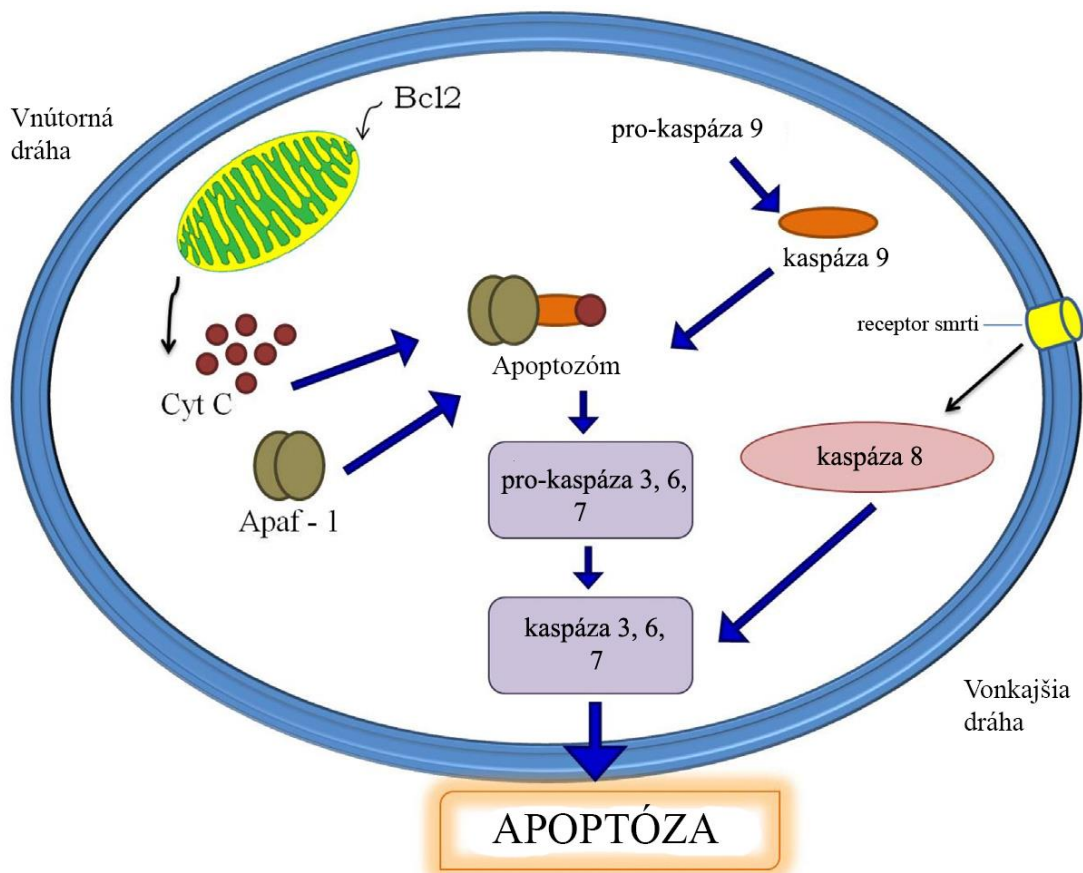 Vnútorná
dráha
Bcl2
pro-kaspáza 9
kaspáza 9
receptor smrti
Cyt C
Apoptozóm
Apaf - 1
pro-kaspáza 3, 6,
7
kaspáza 8
kaspáza 3, 6,
7
Vonkajšia
dráha
APOPTÓZA